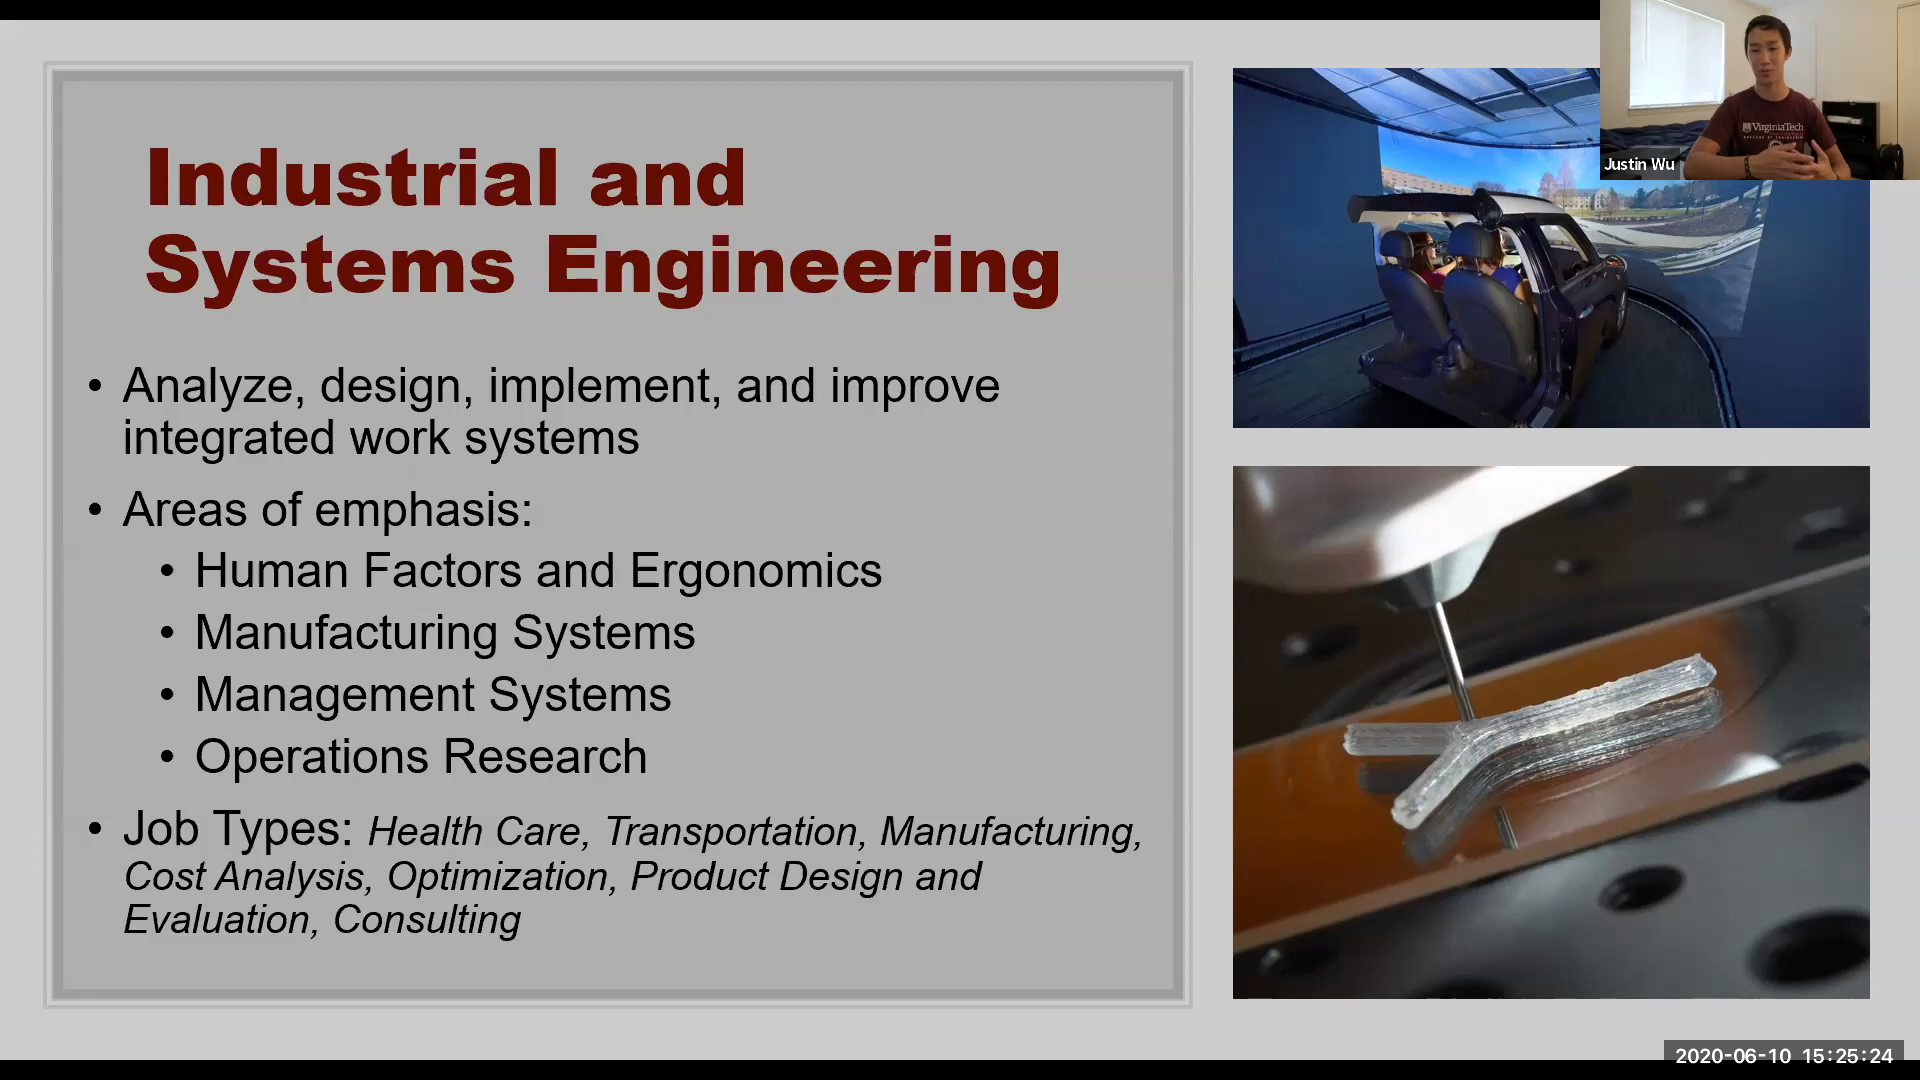 Industrial and
Systems Engineering
• Analyze, design, implement, and improve
integrated work systems
• Areas of emphasis:
• Human Factors and Ergonomics
• Manufacturing Systems
• Management Systems
• Operations Research
• Job Types: Health Care, Transportation, Manufacturing,
Cost Analysis, Optimization, Product Design and
Evaluation, Consulting
VirginiaTech
Justin Wu
2020-06-10 15:25:24